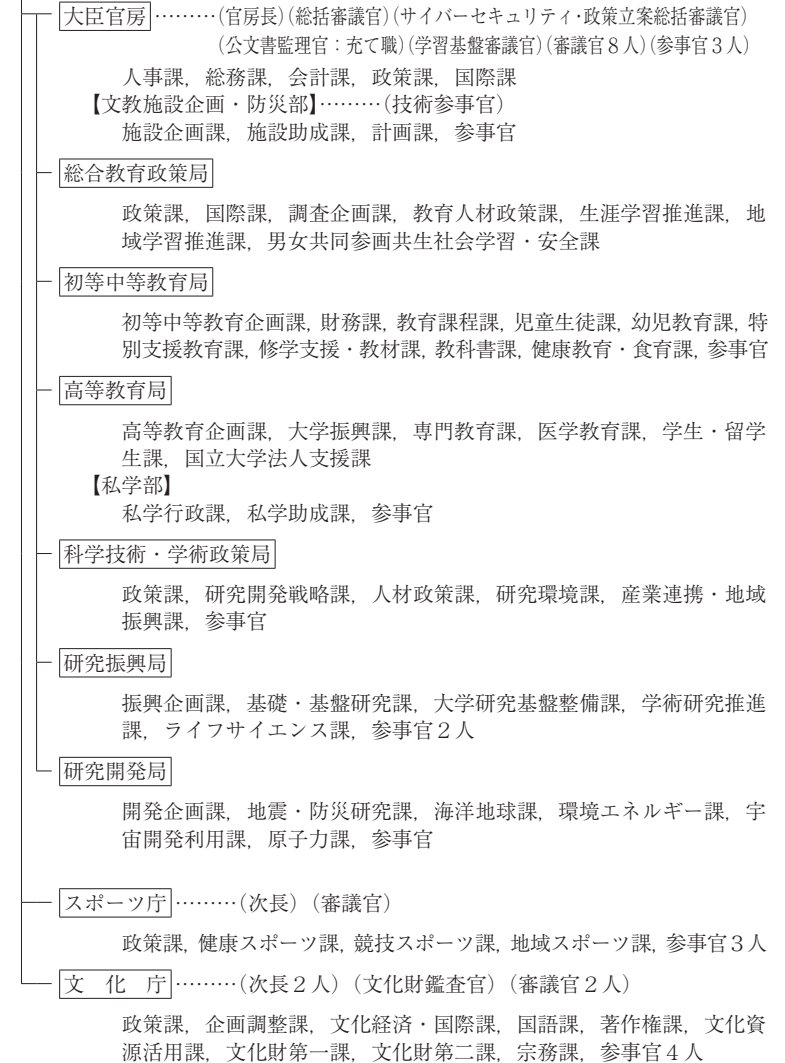 大臣官房………(官房長)(総括審議官)(サイバーセキュリティ・政策立案総括審議官)
(公文書監理官：充て職)(学習基盤審議官)(審議官８人)(参事官３人)
人事課，総務課，会計課，政策課，国際課
【文教施設企画・防災部】………(技術参事官)
施設企画課，施設助成課，計画課，参事官
総合教育政策局
政策課，国際課，調査企画課，教育人材政策課，生涯学習推進課，地
域学習推進課，男女共同参画共生社会学習・安全課
初等中等教育局
初等中等教育企画課，財務課，教育課程課，児童生徒課，幼児教育課，特
別支援教育課，修学支援・教材課，教科書課，健康教育・食育課，参事官
高等教育局
高等教育企画課，大学振興課，専門教育課，医学教育課，学生・留学
生課，国立大学法人支援課
【私学部】
私学行政課，私学助成課，参事官
科学技術・学術政策局
政策課，研究開発戦略課，人材政策課，研究環境課，産業連携・地域
振興課，参事官
研究振興局
振興企画課，基礎・基盤研究課，大学研究基盤整備課，学術研究推進
課，ライフサイエンス課，参事官２人
研究開発局
開発企画課，地震・防災研究課，海洋地球課，環境エネルギー課，宇
宙開発利用課，原子力課，参事官
スポーツ庁………(次長)(審議官)
政策課，健康スポーツ課，競技スポーツ課，地域スポーツ課，参事官３人
文　化　庁………(次長２人)(文化財鑑査官)(審議官２人)
政策課，企画調整課，文化経済・国際課，国語課，著作権課，文化資
源活用課，文化財第一課，文化財第二課，宗務課，参事官４人